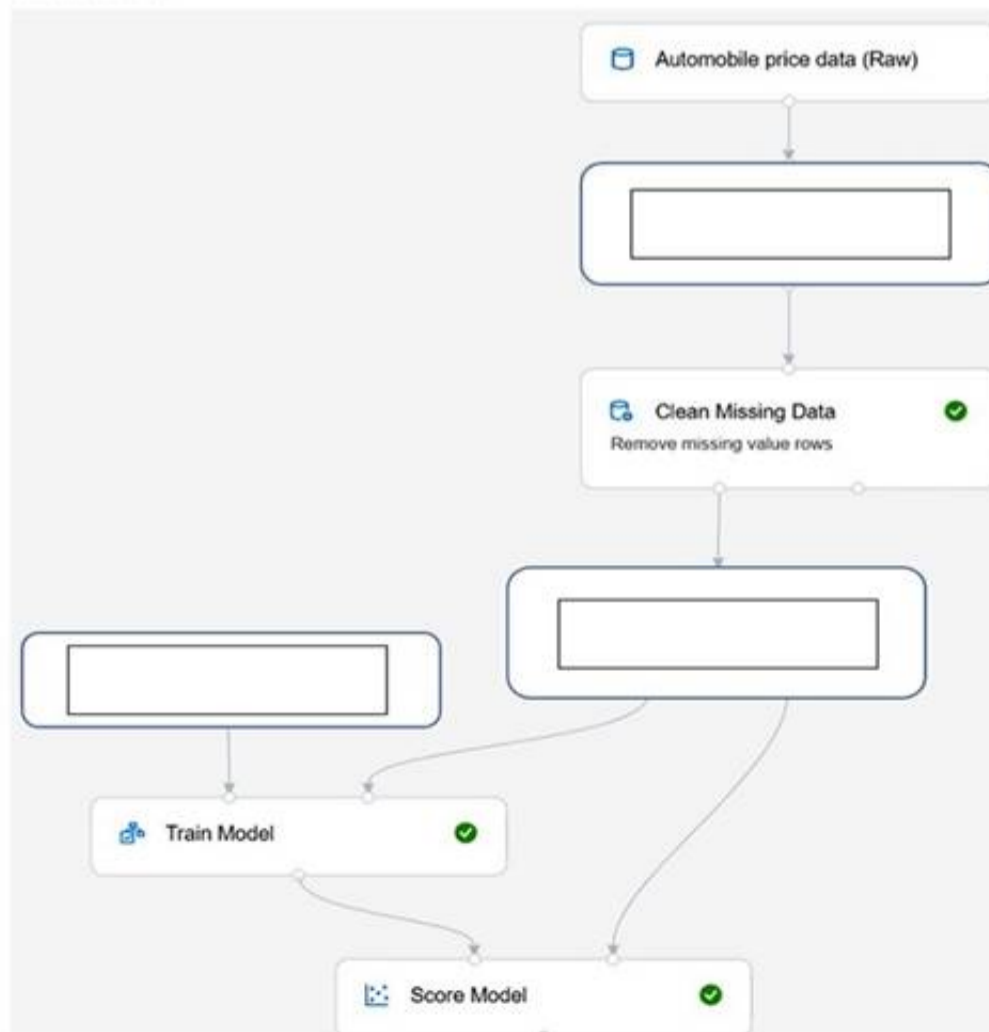 Automobile price data (Raw)
Clean Missing Data
Remove missing value rows
Train Model
Score Model